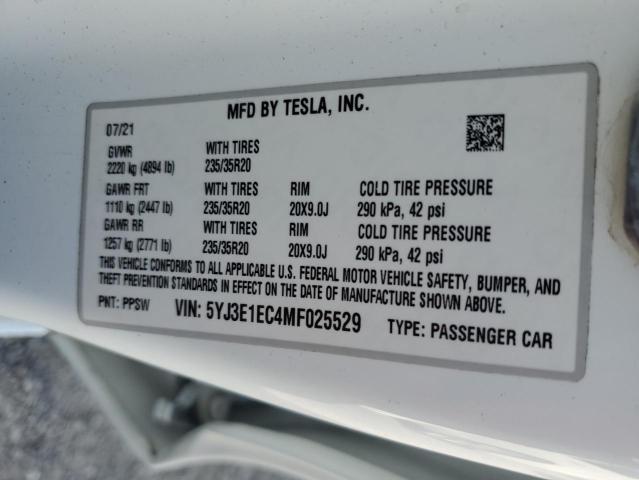 MFD BY TESLA, INC.
07/21
GVWR WITH TIRES
2220 kg (4894 lb) 235/35R20
GAWR FRT WITH TIRES RIM COLD TIRE PRESSURE
1110 kg (2447 lb) 235/35R20 20X9.0J 290 kPa, 42 psi
GAWR RR WITH TIRES RIM COLD TIRE PRESSURE
1257 kg (2771 lb) 235/35R20 20X9.0J 290 kPa, 42 psi
THIS VEHICLE CONFORMS TO ALL APPLICABLE U.S. FEDERAL MOTOR VEHICLE SAFETY, BUMPER, AND
THEFT PREVENTION STANDARDS IN EFFECT ON THE DATE OF MANUFACTURE SHOWN ABOVE.
PNT: PPSW VIN: 5YJ3E1EC4MF025529 TYPE: PASSENGER CAR